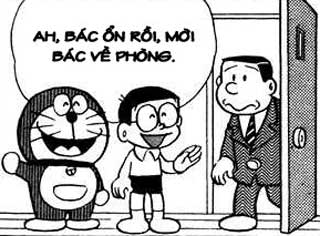 AH, BÁC ỔN RỒI, MỜI
BÁC VỀ PHÒNG.